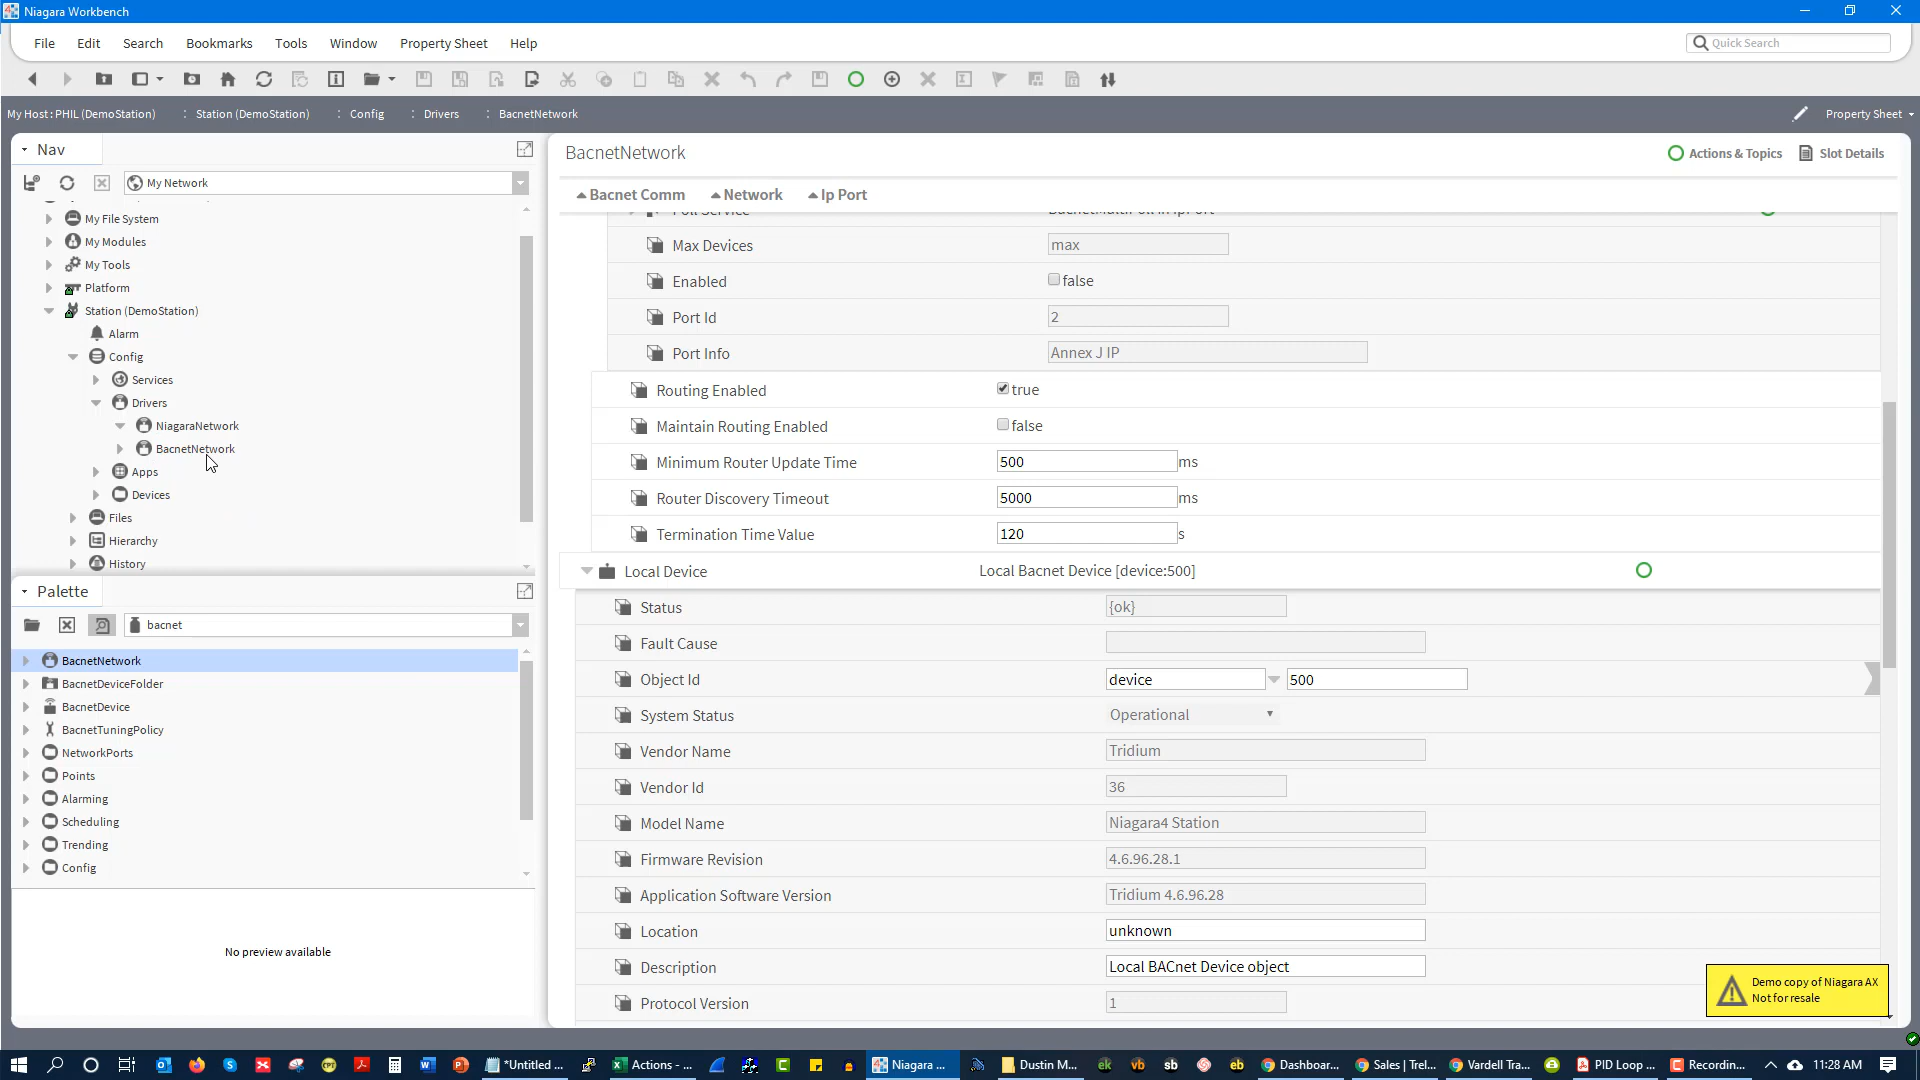 Niagara Workbench
File Edit Search Bookmarks Tools Window Property Sheet Help
Quick Search
My Host : PHIL (DemoStation) : Station (DemoStation) : Config : Drivers : BacnetNetwork
Property Sheet
Nav
My Network
My File System
My Modules
My Tools
Platform
Station (DemoStation)
Alarm
Config
Services
Drivers
NiagaraNetwork
BacnetNetwork
Apps
Devices
Files
Hierarchy
History
Palette
bacnet
BacnetNetwork
BacnetDeviceFolder
BacnetDevice
BacnetTuningPolicy
NetworkPorts
Points
Alarming
Scheduling
Trending
Config
No preview available
BacnetNetwork
Actions & Topics Slot Details
Bacnet Comm Network Ip Port
Poll Service
Max Devices max
Enabled false
Port Id 2
Port Info Annex J IP
Routing Enabled true
Maintain Routing Enabled false
Minimum Router Update Time 500 ms
Router Discovery Timeout 5000 ms
Termination Time Value 120 s
Local Device Local Bacnet Device [device:500]
Status {ok}
Fault Cause
Object Id device 500
System Status Operational
Vendor Name Tridium
Vendor Id 36
Model Name Niagara4 Station
Firmware Revision 4.6.96.28.1
Application Software Version Tridium 4.6.96.28
Location unknown
Description Local BACnet Device object
Protocol Version 1
Demo copy of Niagara AX
Not for resale
*Untitled ... Actions - ... Niagara ... Dustin M... ek vb sb eb Dashboar... Sales | Trel... Vardell Tra... PID Loop ... Recordin... 11:28 AM